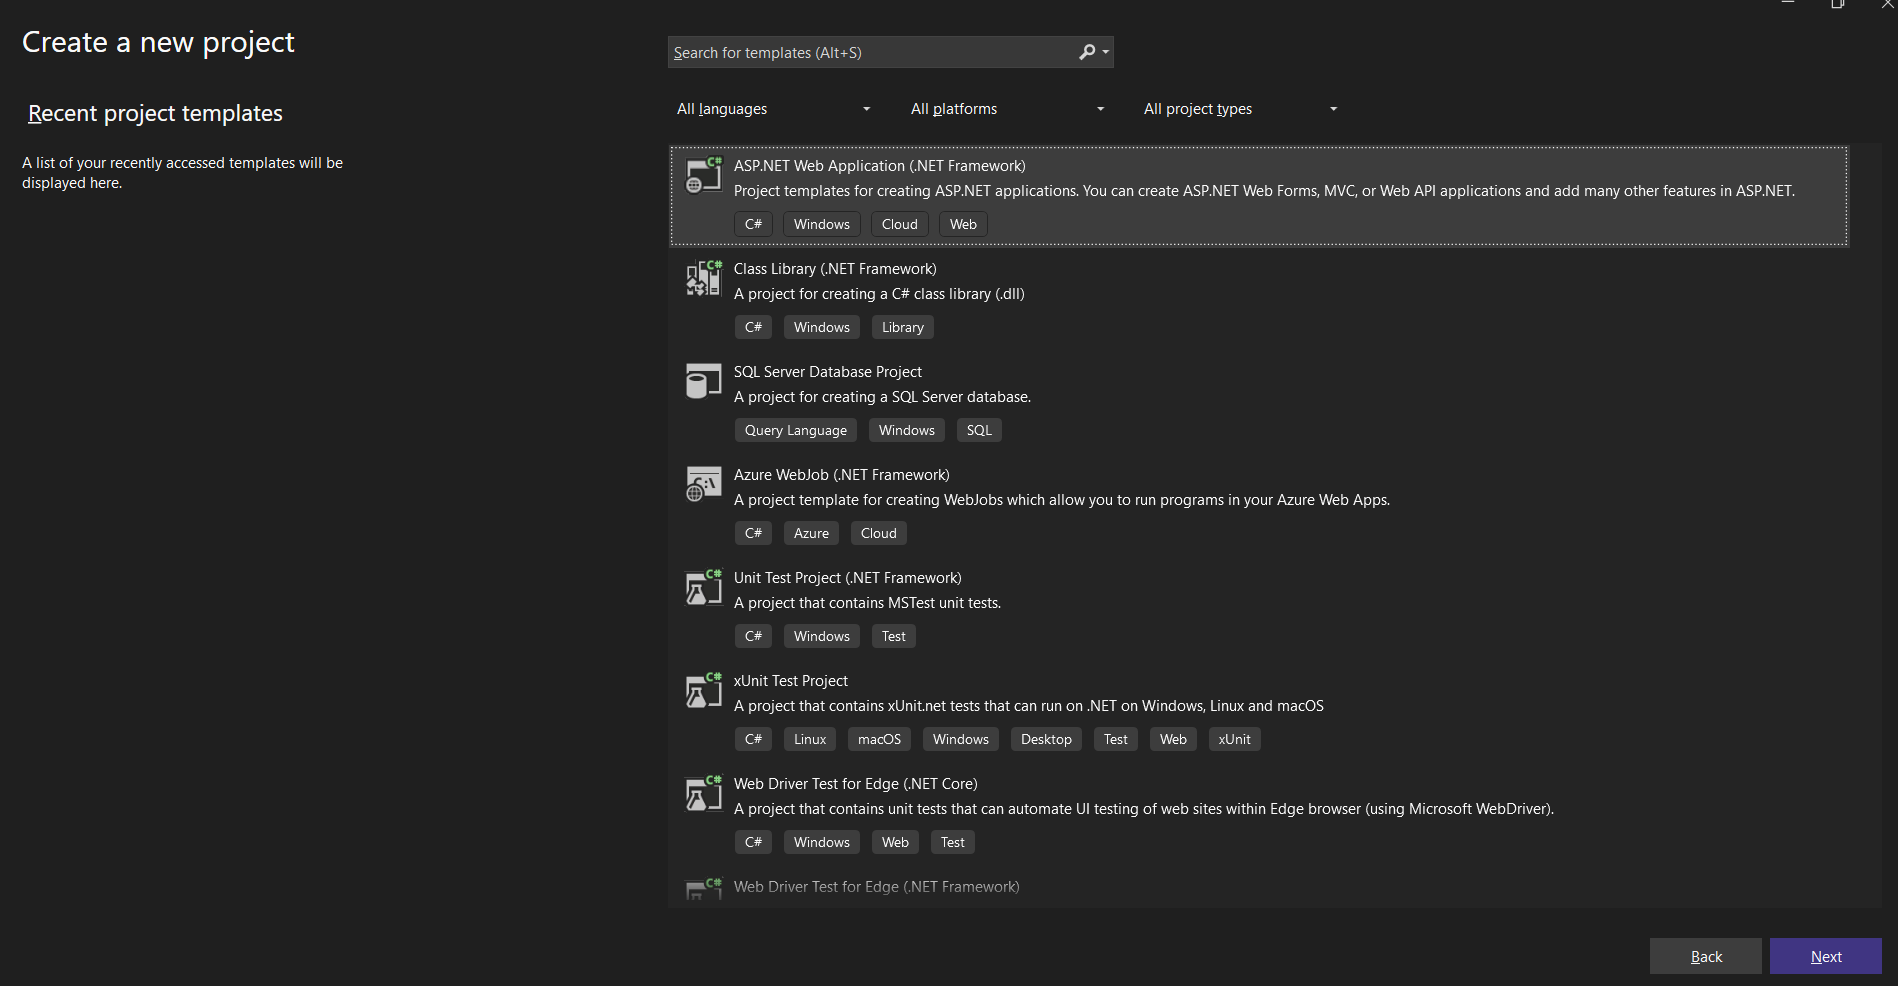 Create a new project
Recent project templates
A list of your recently accessed templates will be
displayed here.
Search for templates (Alt+S)
All languages
All platforms
All project types
C#
ASP.NET Web Application (.NET Framework)
Project templates for creating ASP.NET applications. You can create ASP.NET Web Forms, MVC, or Web API applications and add many other features in ASP.NET.
C# Windows Cloud Web
C#
Class Library (.NET Framework)
A project for creating a C# class library (.dll)
C# Windows Library
SQL Server Database Project
A project for creating a SQL Server database.
Query Language Windows SQL
Azure WebJob (.NET Framework)
A project template for creating WebJobs which allow you to run programs in your Azure Web Apps.
C# Azure Cloud
C#
Unit Test Project (.NET Framework)
A project that contains MSTest unit tests.
C# Windows Test
C#
xUnit Test Project
A project that contains xUnit.net tests that can run on .NET on Windows, Linux and macOS
C# Linux macOS Windows Desktop Test Web xUnit
C#
Web Driver Test for Edge (.NET Core)
A project that contains unit tests that can automate UI testing of web sites within Edge browser (using Microsoft WebDriver).
C# Windows Web Test
C#
Web Driver Test for Edge (.NET Framework)
Back
Next